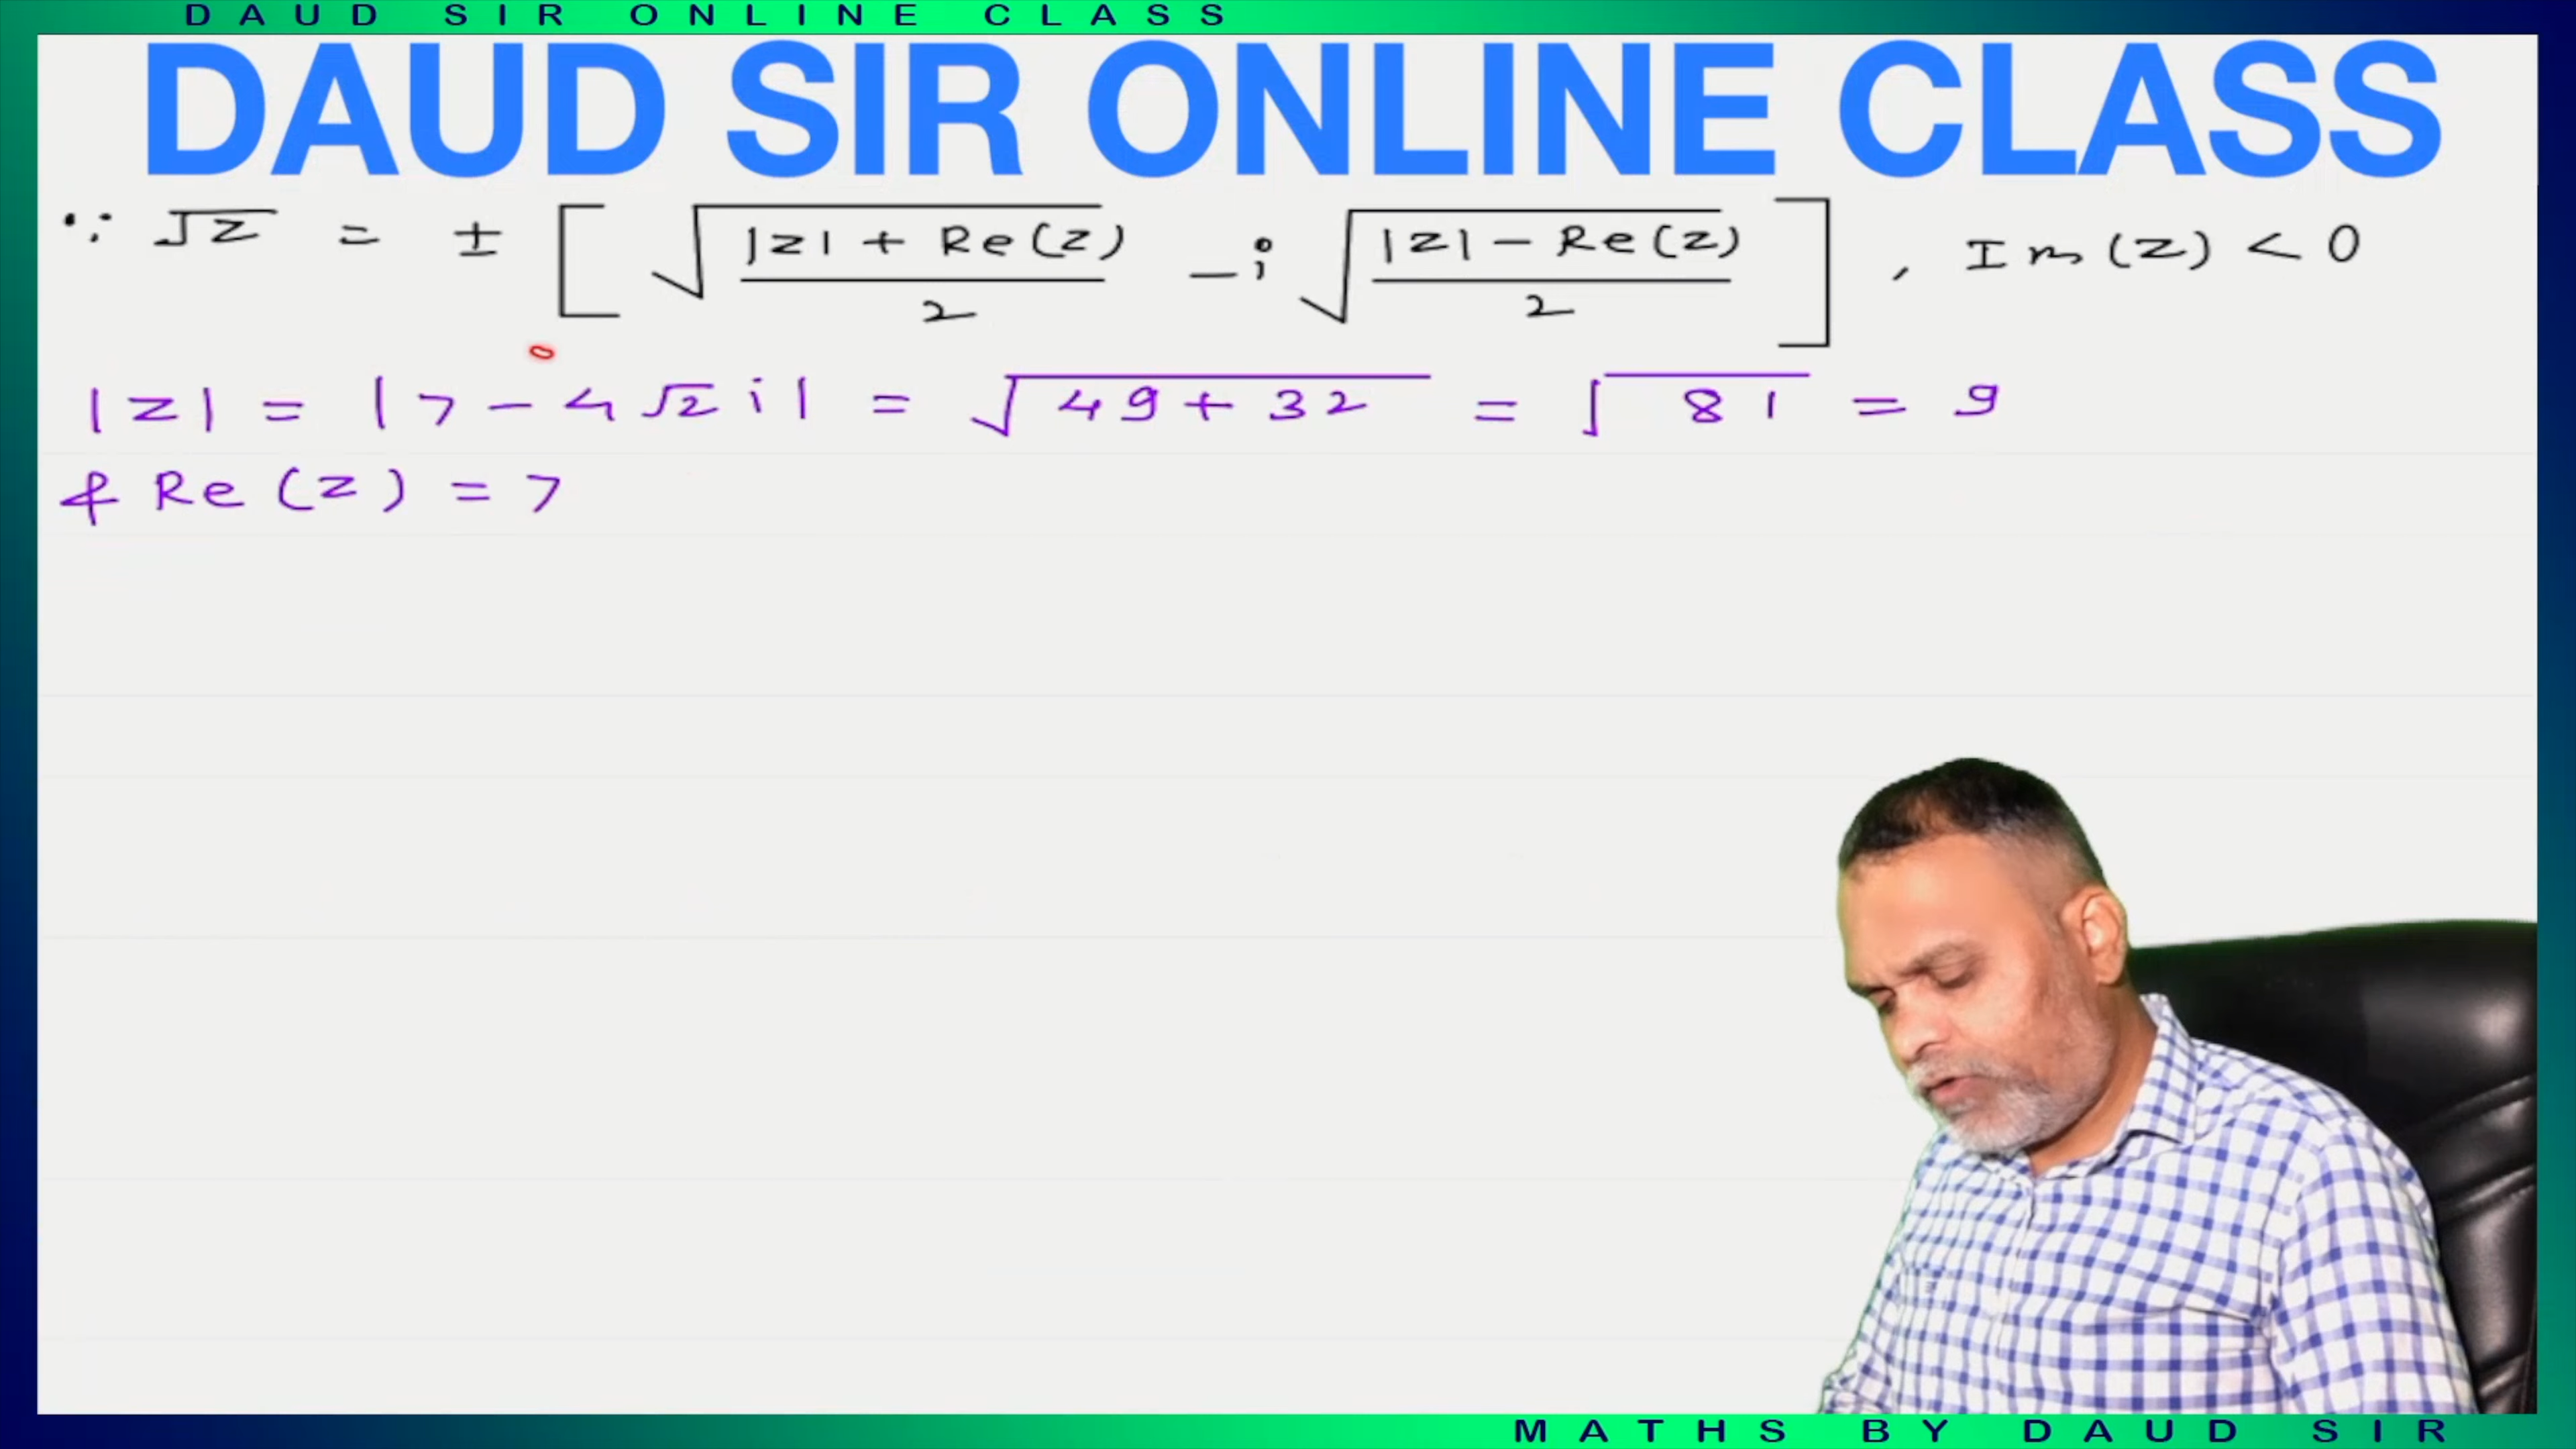 DAUD SIR ONLINE CLASS
DAUD SIR ONLINE CLASS
∵ √z = ± [ √((|z| + Re(z))/2) − i √((|z| − Re(z))/2) ] , Im(z) < 0
|z| = |7 − 4√2 i| = √(49 + 32) = √81 = 9
& Re(z) = 7
MATHS BY DAUD SIR